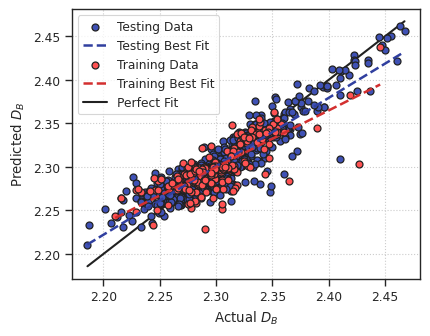 Testing Data
Testing Best Fit
Training Data
Training Best Fit
Perfect Fit
2.45
2.40
2.35
2.30
2.25
2.20
Predicted D_B
2.20 2.25 2.30 2.35 2.40 2.45
Actual D_B